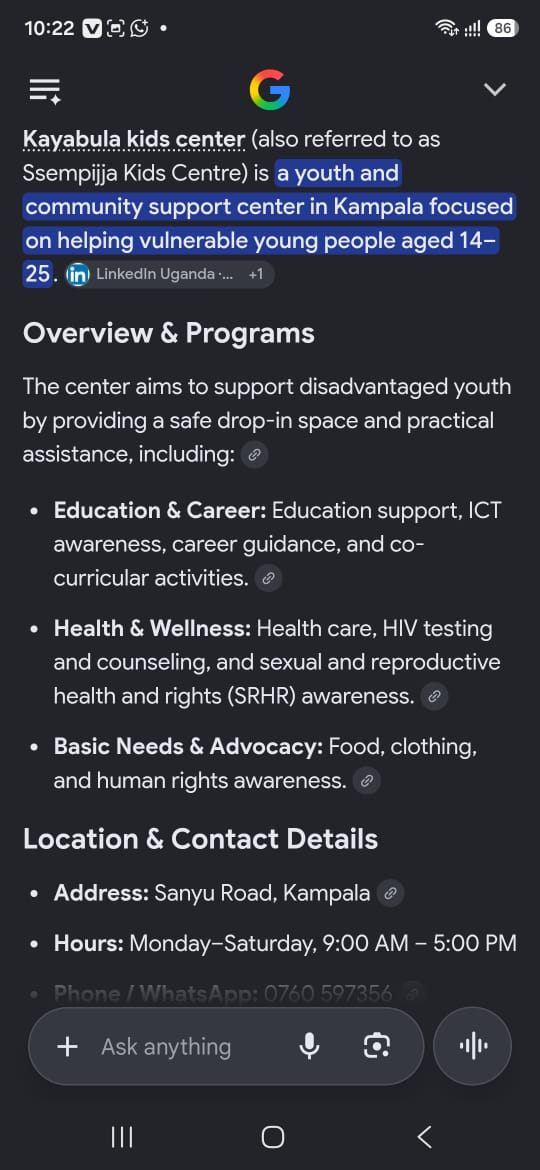 10:22
86
Kayabula kids center (also referred to as
Ssempijja Kids Centre) is a youth and
community support center in Kampala focused
on helping vulnerable young people aged 14–
25. in LinkedIn Uganda ·... +1
Overview & Programs
The center aims to support disadvantaged youth
by providing a safe drop-in space and practical
assistance, including:
• Education & Career: Education support, ICT
awareness, career guidance, and co-
curricular activities.
• Health & Wellness: Health care, HIV testing
and counseling, and sexual and reproductive
health and rights (SRHR) awareness.
• Basic Needs & Advocacy: Food, clothing,
and human rights awareness.
Location & Contact Details
• Address: Sanyu Road, Kampala
• Hours: Monday–Saturday, 9:00 AM – 5:00 PM
• Phone / WhatsApp: 0760 597356
Ask anything